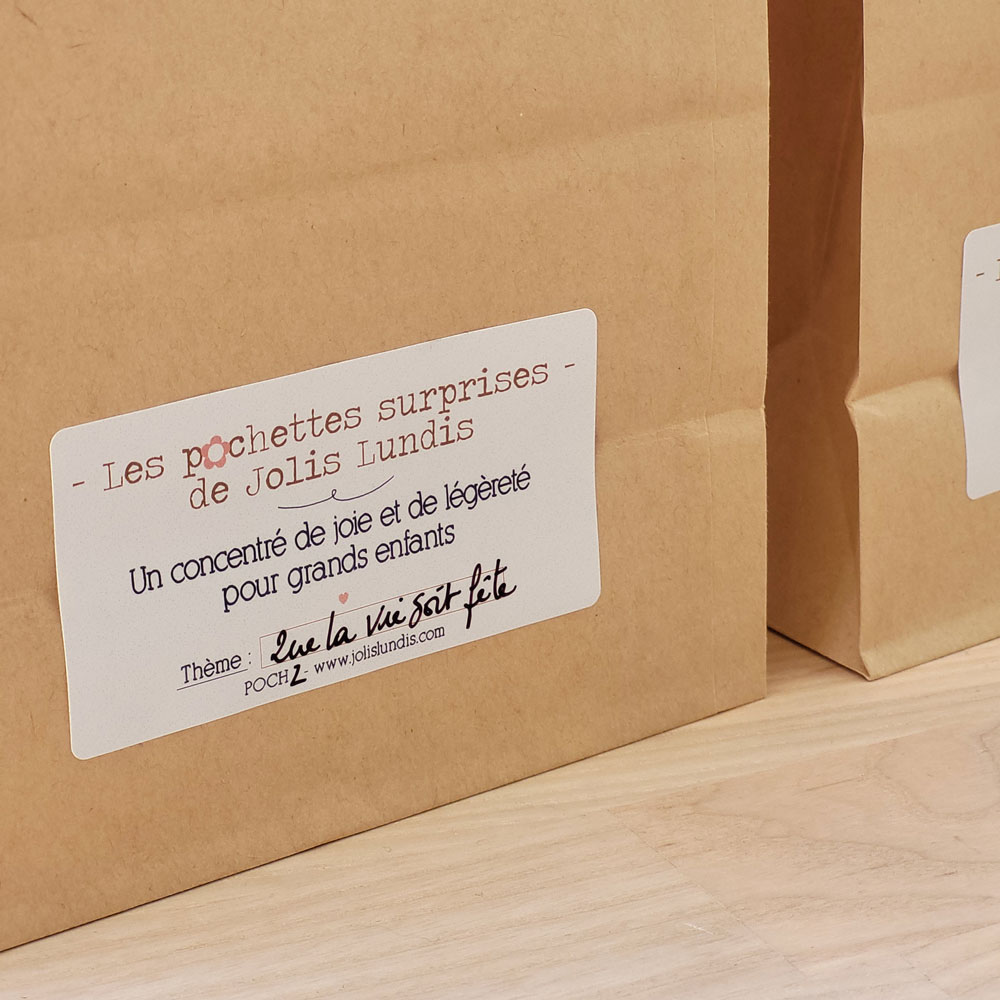 - Les pochettes surprises -
de Jolis Lundis
Un concentré de joie et de légèreté
pour grands enfants
Thème : Que la vie soit fête
POCH2 - www.jolislundis.com